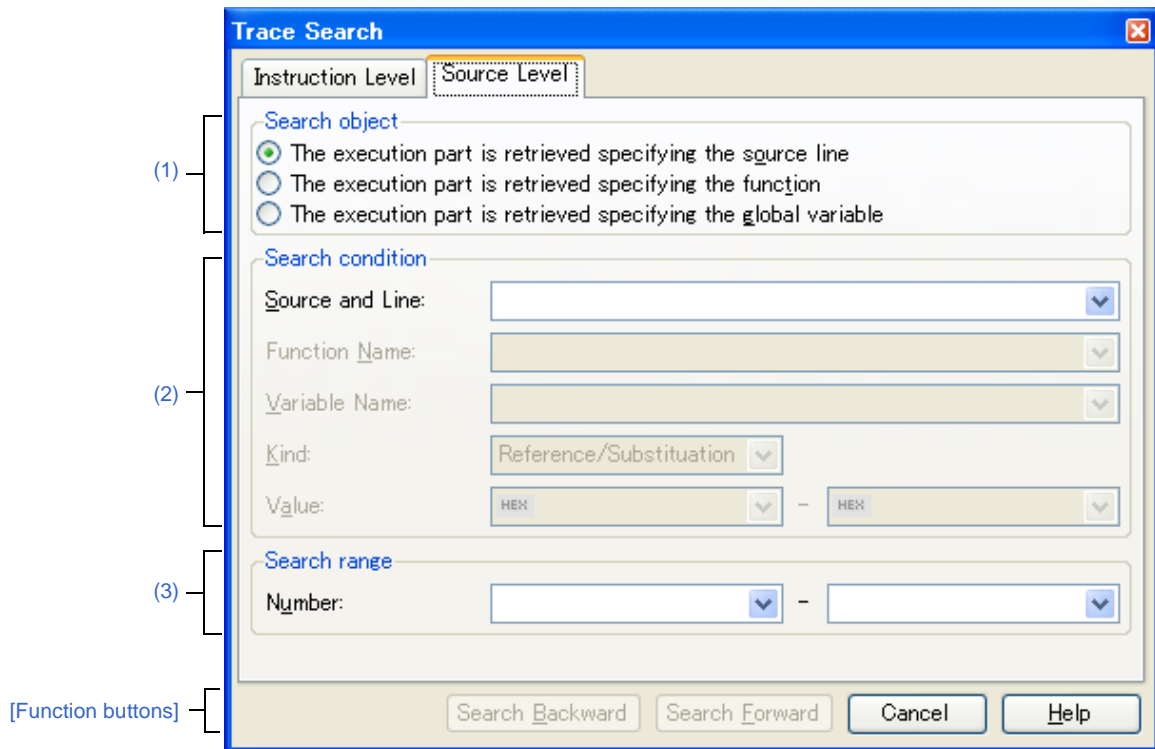 Trace Search
Instruction Level Source Level
(1)
Search object
The execution part is retrieved specifying the source line
The execution part is retrieved specifying the function
The execution part is retrieved specifying the global variable
(2)
Search condition
Source and Line:
Function Name:
Variable Name:
Kind: Reference/Substituation
Value: HEX - HEX
(3)
Search range
Number: -
[Function buttons]
Search Backward Search Forward Cancel Help